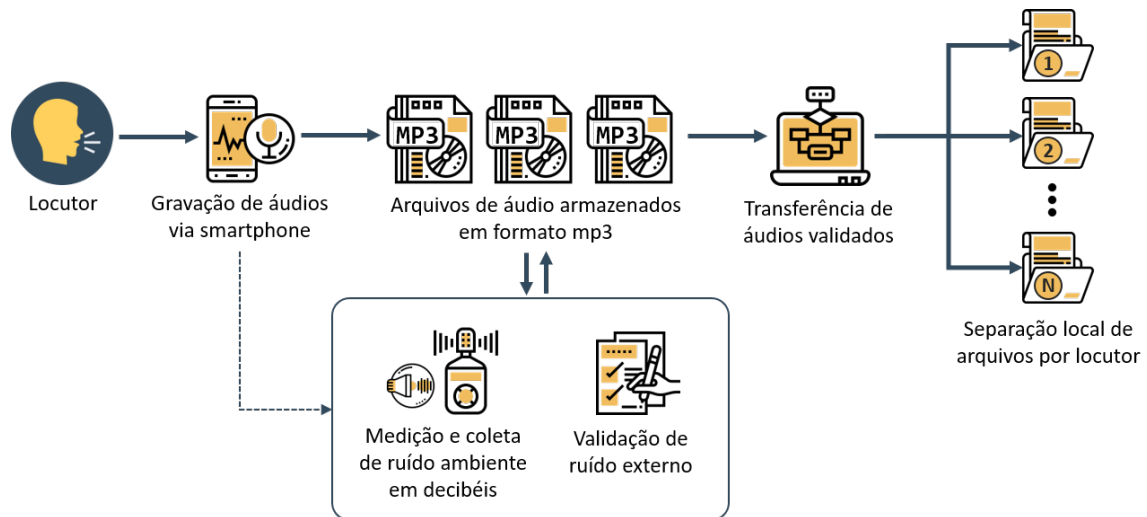 1
MP3
MP3
MP3
2
Locutor
Gravação de áudios
via smartphone
Arquivos de áudio armazenados
em formato mp3
Transferência de
áudios validados
N
Separação local de
arquivos por locutor
Medição e coleta
de ruído ambiente
em decibéis
Validação de
ruído externo